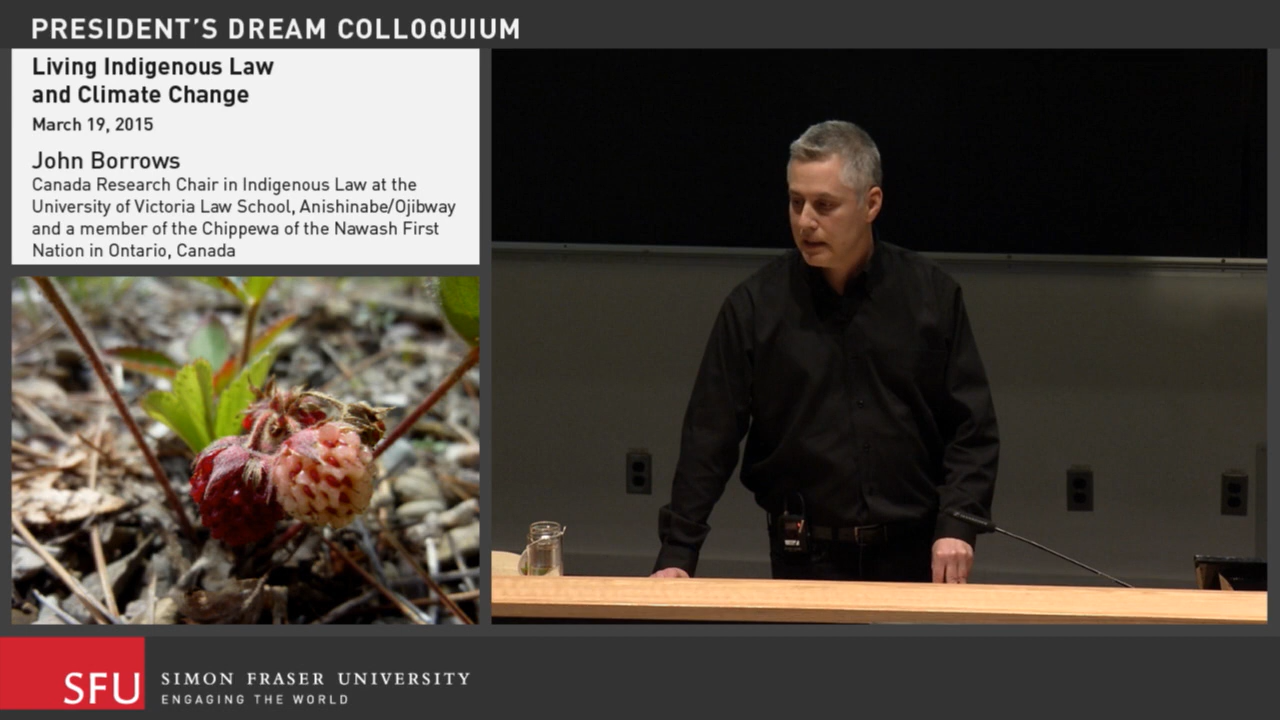 PRESIDENT'S DREAM COLLOQUIUM
Living Indigenous Law
and Climate Change
March 19, 2015
John Borrows
Canada Research Chair in Indigenous Law at the
University of Victoria Law School, Anishinabe/Ojibway
and a member of the Chippewa of the Nawash First
Nation in Ontario, Canada
SFU
SIMON FRASER UNIVERSITY
ENGAGING THE WORLD